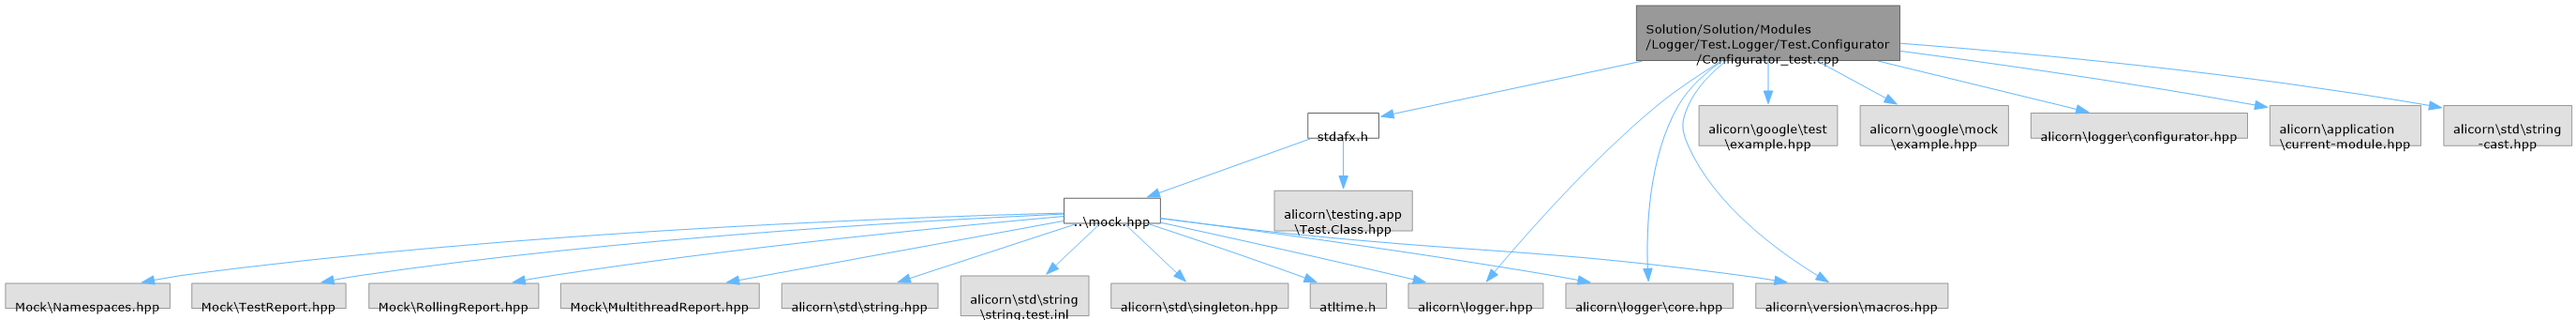 Solution/Solution/Modules
/Logger/Test.Logger/Test.Configurator
/Configurator_test.cpp
stdafx.h
alicorn\google\test
\example.hpp
alicorn\google\mock
\example.hpp
alicorn\logger\configurator.hpp
alicorn\application
\current-module.hpp
alicorn\std\string
-cast.hpp
..\mock.hpp
alicorn\testing.app
\Test.Class.hpp
Mock\Namespaces.hpp
Mock\TestReport.hpp
Mock\RollingReport.hpp
Mock\MultithreadReport.hpp
alicorn\std\string.hpp
alicorn\std\string
\string.test.inl
alicorn\std\singleton.hpp
atltime.h
alicorn\logger.hpp
alicorn\logger\core.hpp
alicorn\version\macros.hpp